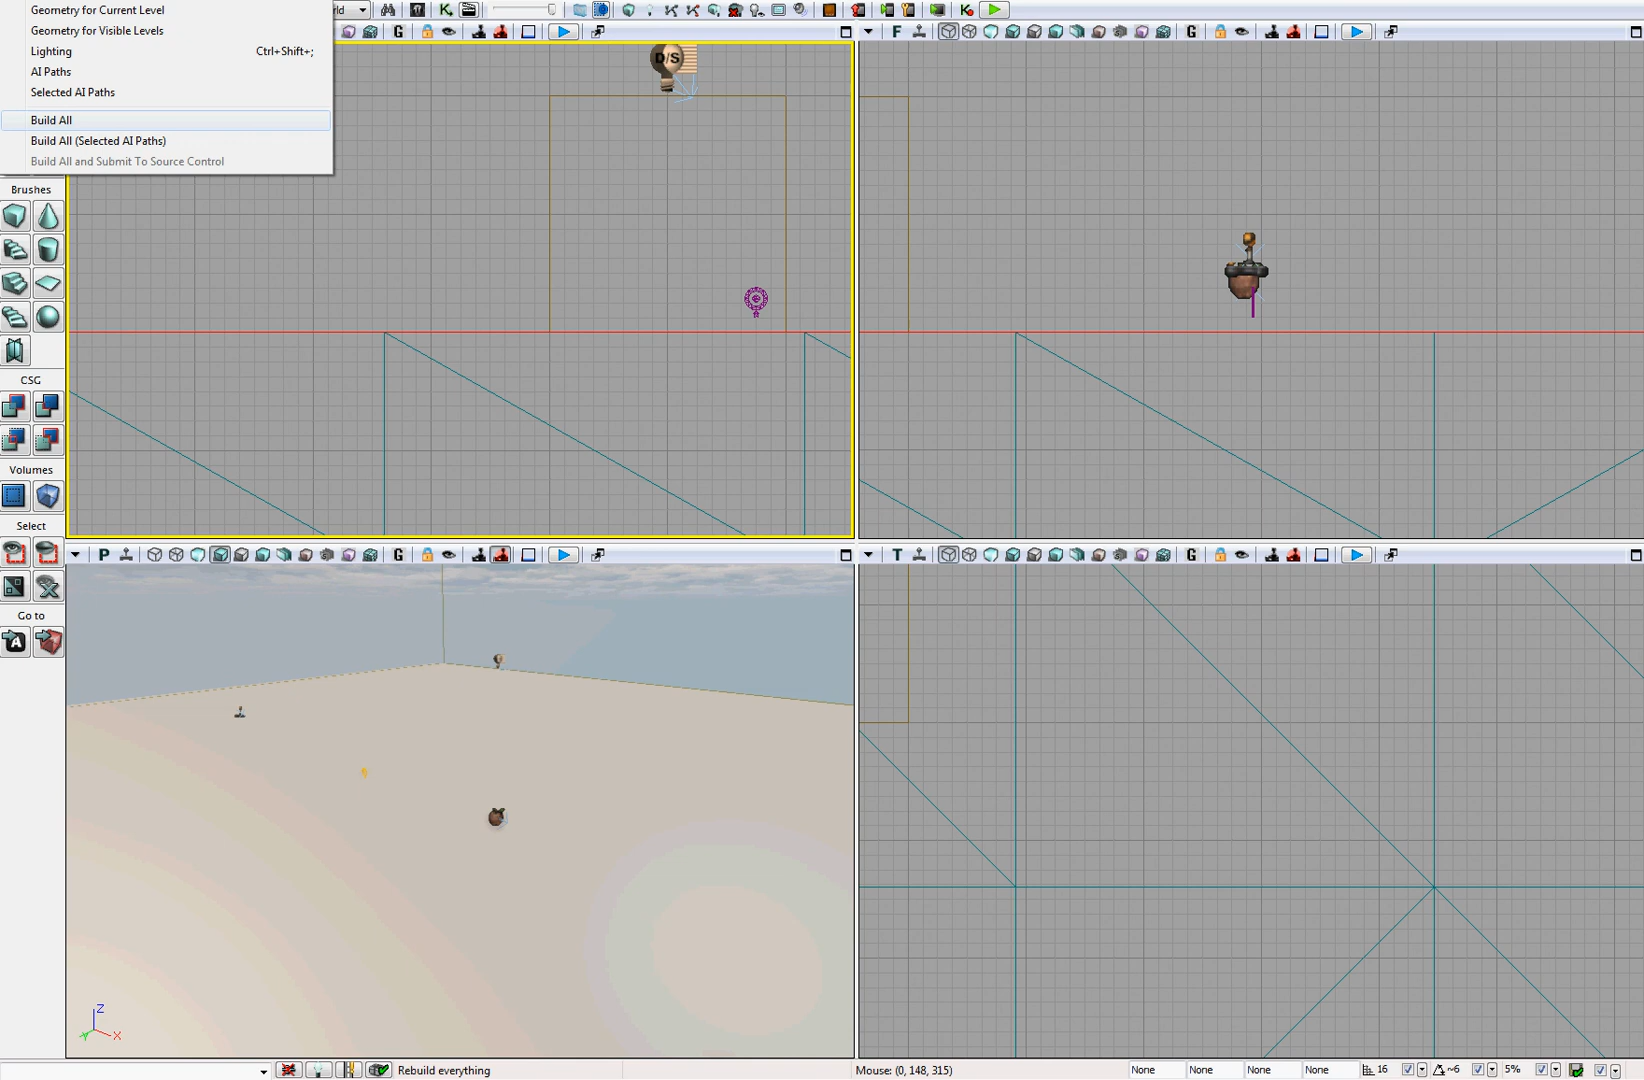 Geometry for Current Level
ld
Geometry for Visible Levels
Lighting Ctrl+Shift+;
AI Paths
Selected AI Paths
Build All
Build All (Selected AI Paths)
Build All and Submit To Source Control
F G
D/S
Brushes
CSG
Volumes
Select
P G
T G
Go to
A
Z
Y X
Rebuild everything
Mouse: (0, 148, 315)
None None None None 16 ~6 5%